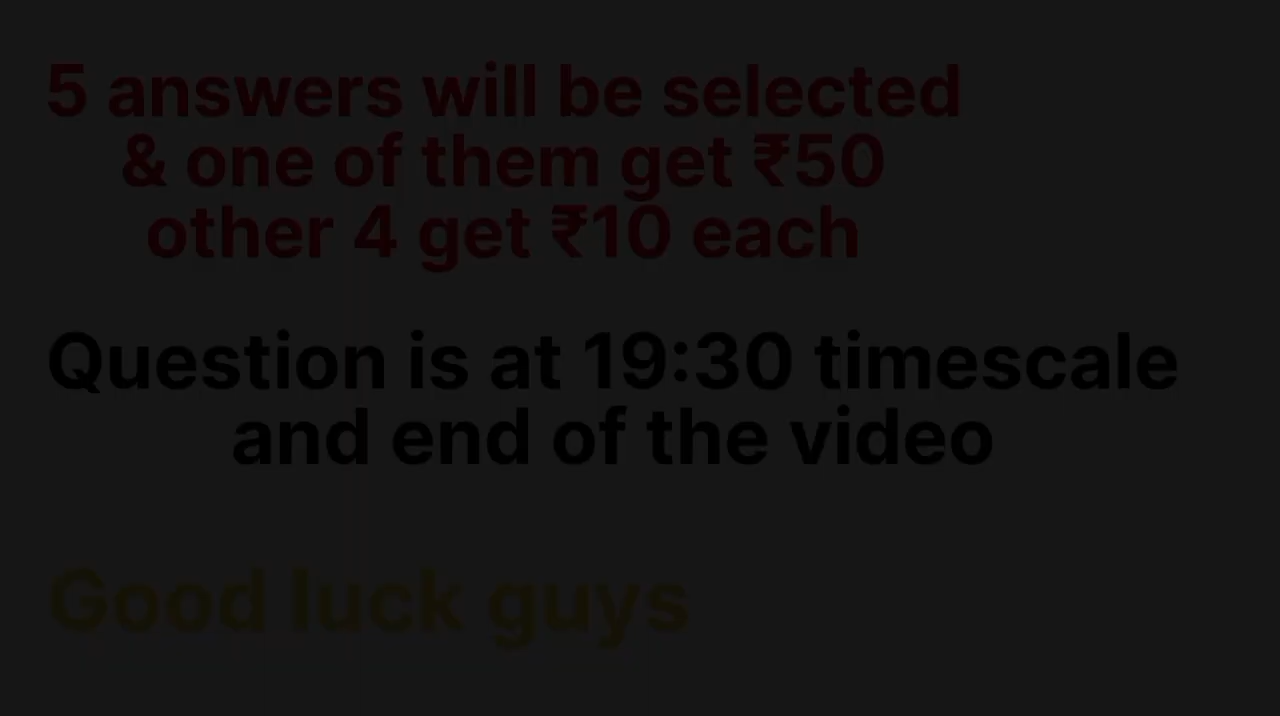 5 answers will be selected
& one of them get ₹50
other 4 get ₹10 each
Question is at 19:30 timescale
and end of the video
Good luck guys